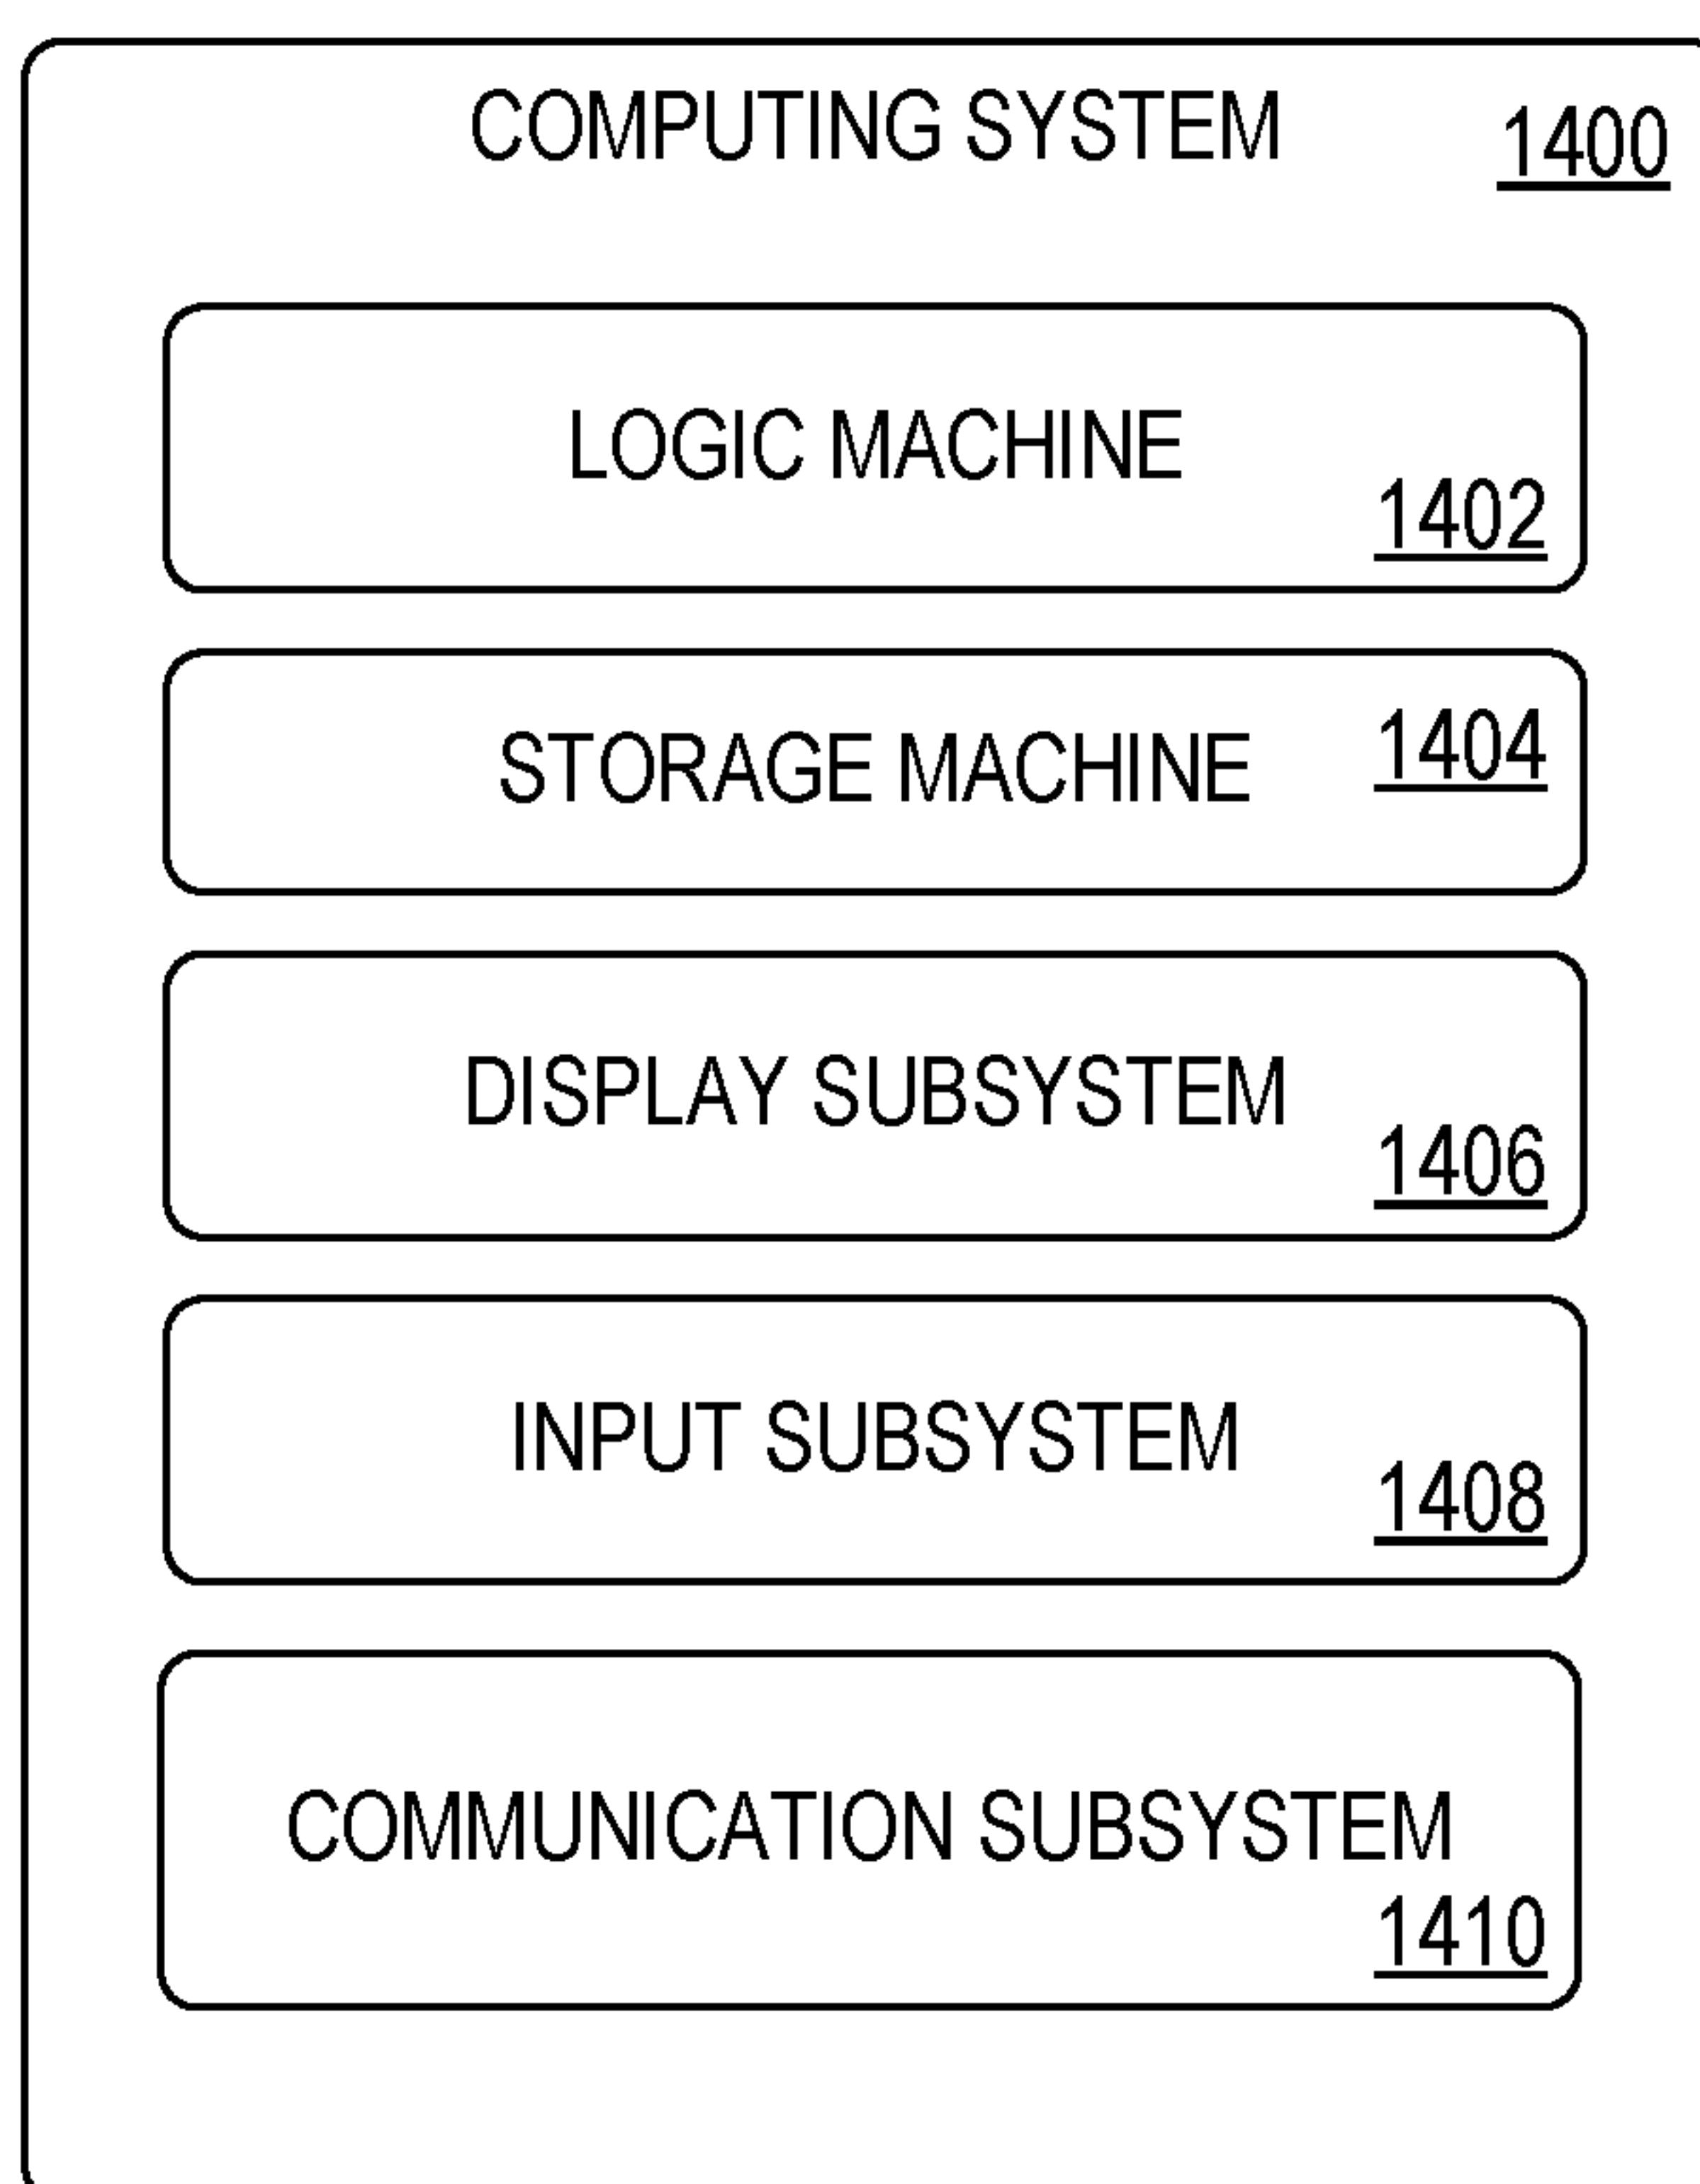 COMPUTING SYSTEM 1400
LOGIC MACHINE
1402
STORAGE MACHINE 1404
DISPLAY SUBSYSTEM
1406
INPUT SUBSYSTEM
1408
COMMUNICATION SUBSYSTEM
1410